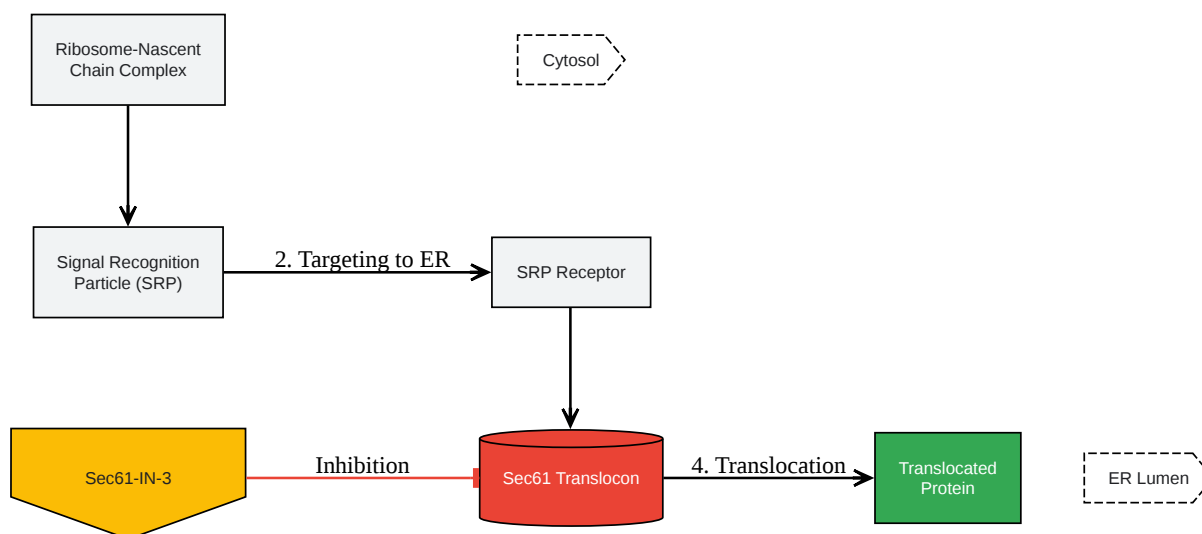 Ribosome-Nascent
Chain Complex
Cytosol
Signal Recognition
Particle (SRP)
2. Targeting to ER
SRP Receptor
Sec61-IN-3
Inhibition
Sec61 Translocon
4. Translocation
Translocated
Protein
ER Lumen